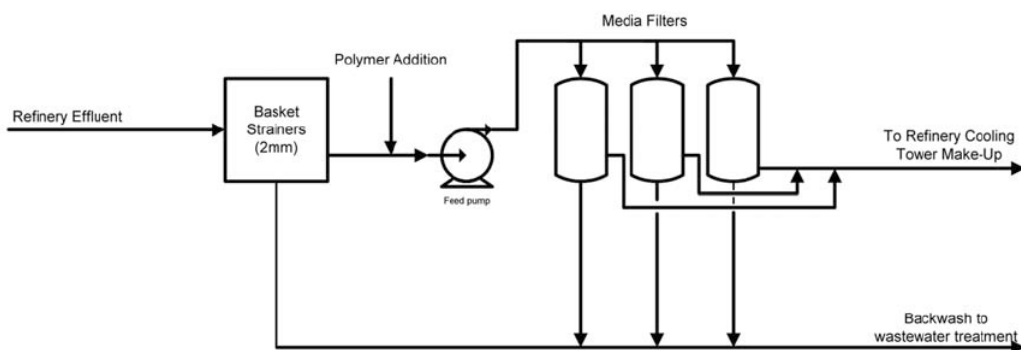 Media Filters
Polymer Addition
Refinery Effluent
Basket
Strainers
(2mm)
To Refinery Cooling
Tower Make-Up
Feed pump
Backwash to
wastewater treatment